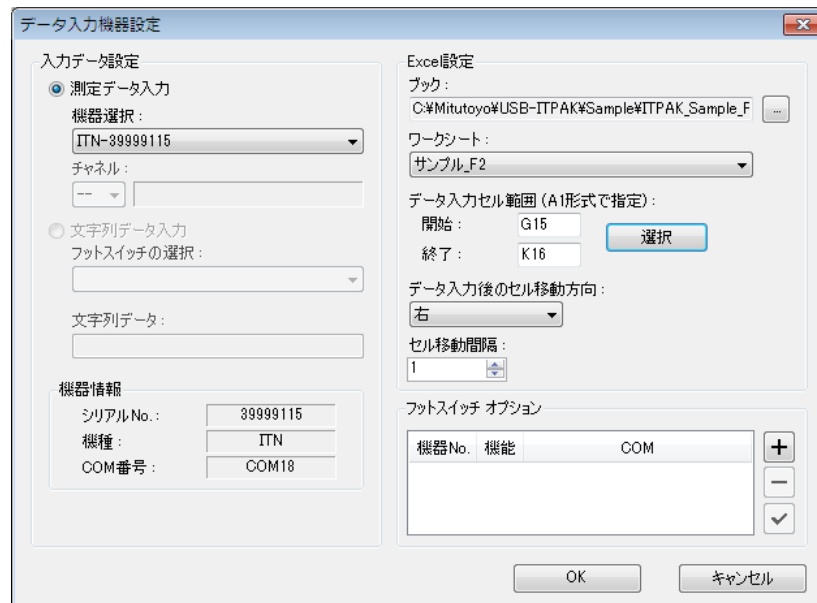 データ入力機器設定
入力データ設定
測定データ入力
機器選択：
ITN-39999115
チャネル：
--
文字列データ入力
フットスイッチの選択：
文字列データ：
機器情報
シリアルNo.： 39999115
機種： ITN
COM番号： COM18
Excel設定
ブック：
C:¥Mitutoyo¥USB-ITPAK¥Sample¥ITPAK_Sample_F ...
ワークシート：
サンプル_F2
データ入力セル範囲（A1形式で指定）：
開始： G15
選択
終了： K16
データ入力後のセル移動方向：
右
セル移動間隔：
1
フットスイッチ オプション
機器No. 機能 COM
OK キャンセル